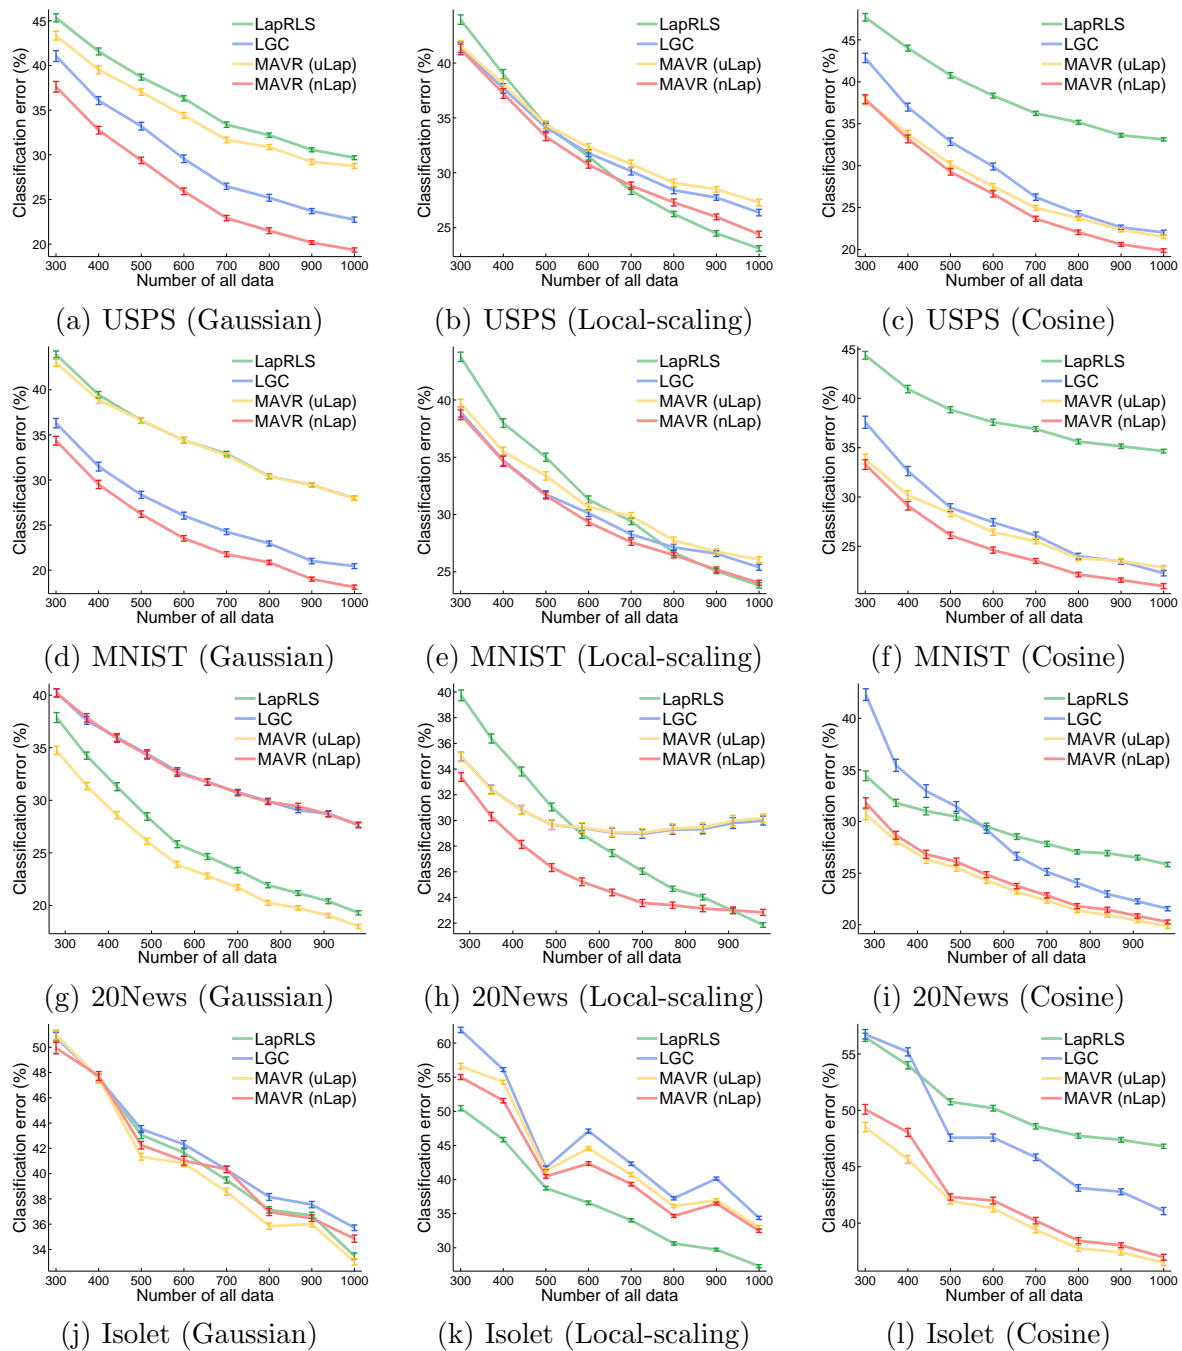 LapRLS
LGC
MAVR (uLap)
MAVR (nLap)
Classification error (%)
45
40
35
30
25
20
300 400 500 600 700 800 900 1000
Number of all data
(a) USPS (Gaussian)
LapRLS
LGC
MAVR (uLap)
MAVR (nLap)
Classification error (%)
40
35
30
25
300 400 500 600 700 800 900 1000
Number of all data
(b) USPS (Local-scaling)
LapRLS
LGC
MAVR (uLap)
MAVR (nLap)
Classification error (%)
45
40
35
30
25
20
300 400 500 600 700 800 900 1000
Number of all data
(c) USPS (Cosine)
LapRLS
LGC
MAVR (uLap)
MAVR (nLap)
Classification error (%)
40
35
30
25
20
300 400 500 600 700 800 900 1000
Number of all data
(d) MNIST (Gaussian)
LapRLS
LGC
MAVR (uLap)
MAVR (nLap)
Classification error (%)
40
35
30
25
300 400 500 600 700 800 900 1000
Number of all data
(e) MNIST (Local-scaling)
LapRLS
LGC
MAVR (uLap)
MAVR (nLap)
Classification error (%)
45
40
35
30
25
300 400 500 600 700 800 900 1000
Number of all data
(f) MNIST (Cosine)
LapRLS
LGC
MAVR (uLap)
MAVR (nLap)
Classification error (%)
40
35
30
25
20
300 400 500 600 700 800 900
Number of all data
(g) 20News (Gaussian)
LapRLS
LGC
MAVR (uLap)
MAVR (nLap)
Classification error (%)
40
38
36
34
32
30
28
26
24
22
300 400 500 600 700 800 900
Number of all data
(h) 20News (Local-scaling)
LapRLS
LGC
MAVR (uLap)
MAVR (nLap)
Classification error (%)
40
35
30
25
20
300 400 500 600 700 800 900
Number of all data
(i) 20News (Cosine)
LapRLS
LGC
MAVR (uLap)
MAVR (nLap)
Classification error (%)
50
48
46
44
42
40
38
36
34
300 400 500 600 700 800 900 1000
Number of all data
(j) Isolet (Gaussian)
LapRLS
LGC
MAVR (uLap)
MAVR (nLap)
Classification error (%)
60
55
50
45
40
35
30
300 400 500 600 700 800 900 1000
Number of all data
(k) Isolet (Local-scaling)
LapRLS
LGC
MAVR (uLap)
MAVR (nLap)
Classification error (%)
55
50
45
40
300 400 500 600 700 800 900 1000
Number of all data
(l) Isolet (Cosine)